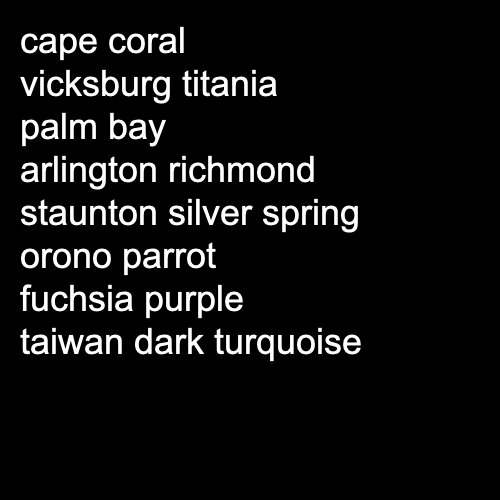 cape coral
vicksburg titania
palm bay
arlington richmond
staunton silver spring
orono parrot
fuchsia purple
taiwan dark turquoise